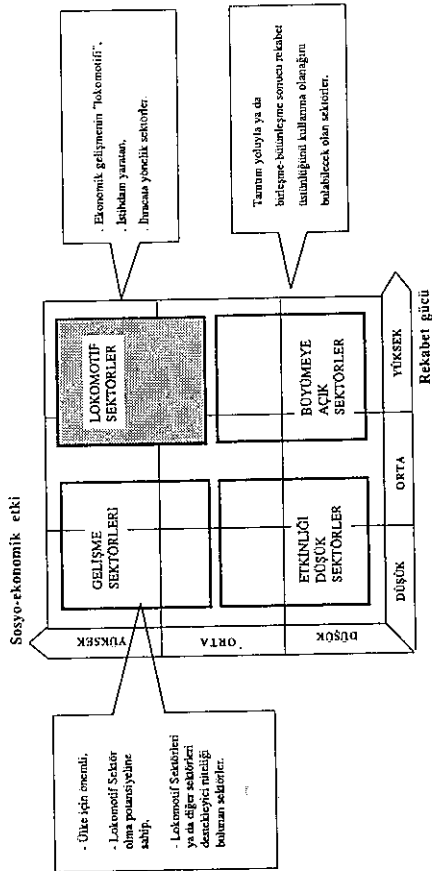 Sosyo-ekonomik etki
- Ülke için önemli,
- Lokomotif Sektör
olma potansiyeline
sahip,
- Lokomotif Sektörleri
ya da diğer sektörleri
destekleyici niteliği
bulunan sektörler.
YÜKSEK
ORTA
DÜŞÜK
GELİŞME
SEKTÖRLERİ
LOKOMOTİF
SEKTÖRLER
ETKİNLİĞİ
DÜŞÜK
SEKTÖRLER
BÜYÜMEYE
AÇIK
SEKTÖRLER
DÜŞÜK
ORTA
YÜKSEK
Rekabet gücü
. Ekonomik gelişmenin "lokomotifi",
. İstihdam yaratan,
. İhracata yönelik sektörler.
Tanıtım yoluyla ya da
birleşme-bütünleşme sonucu rekabet
üstünlüğünü kullanma olanağını
bulabilecek olan sektörler.